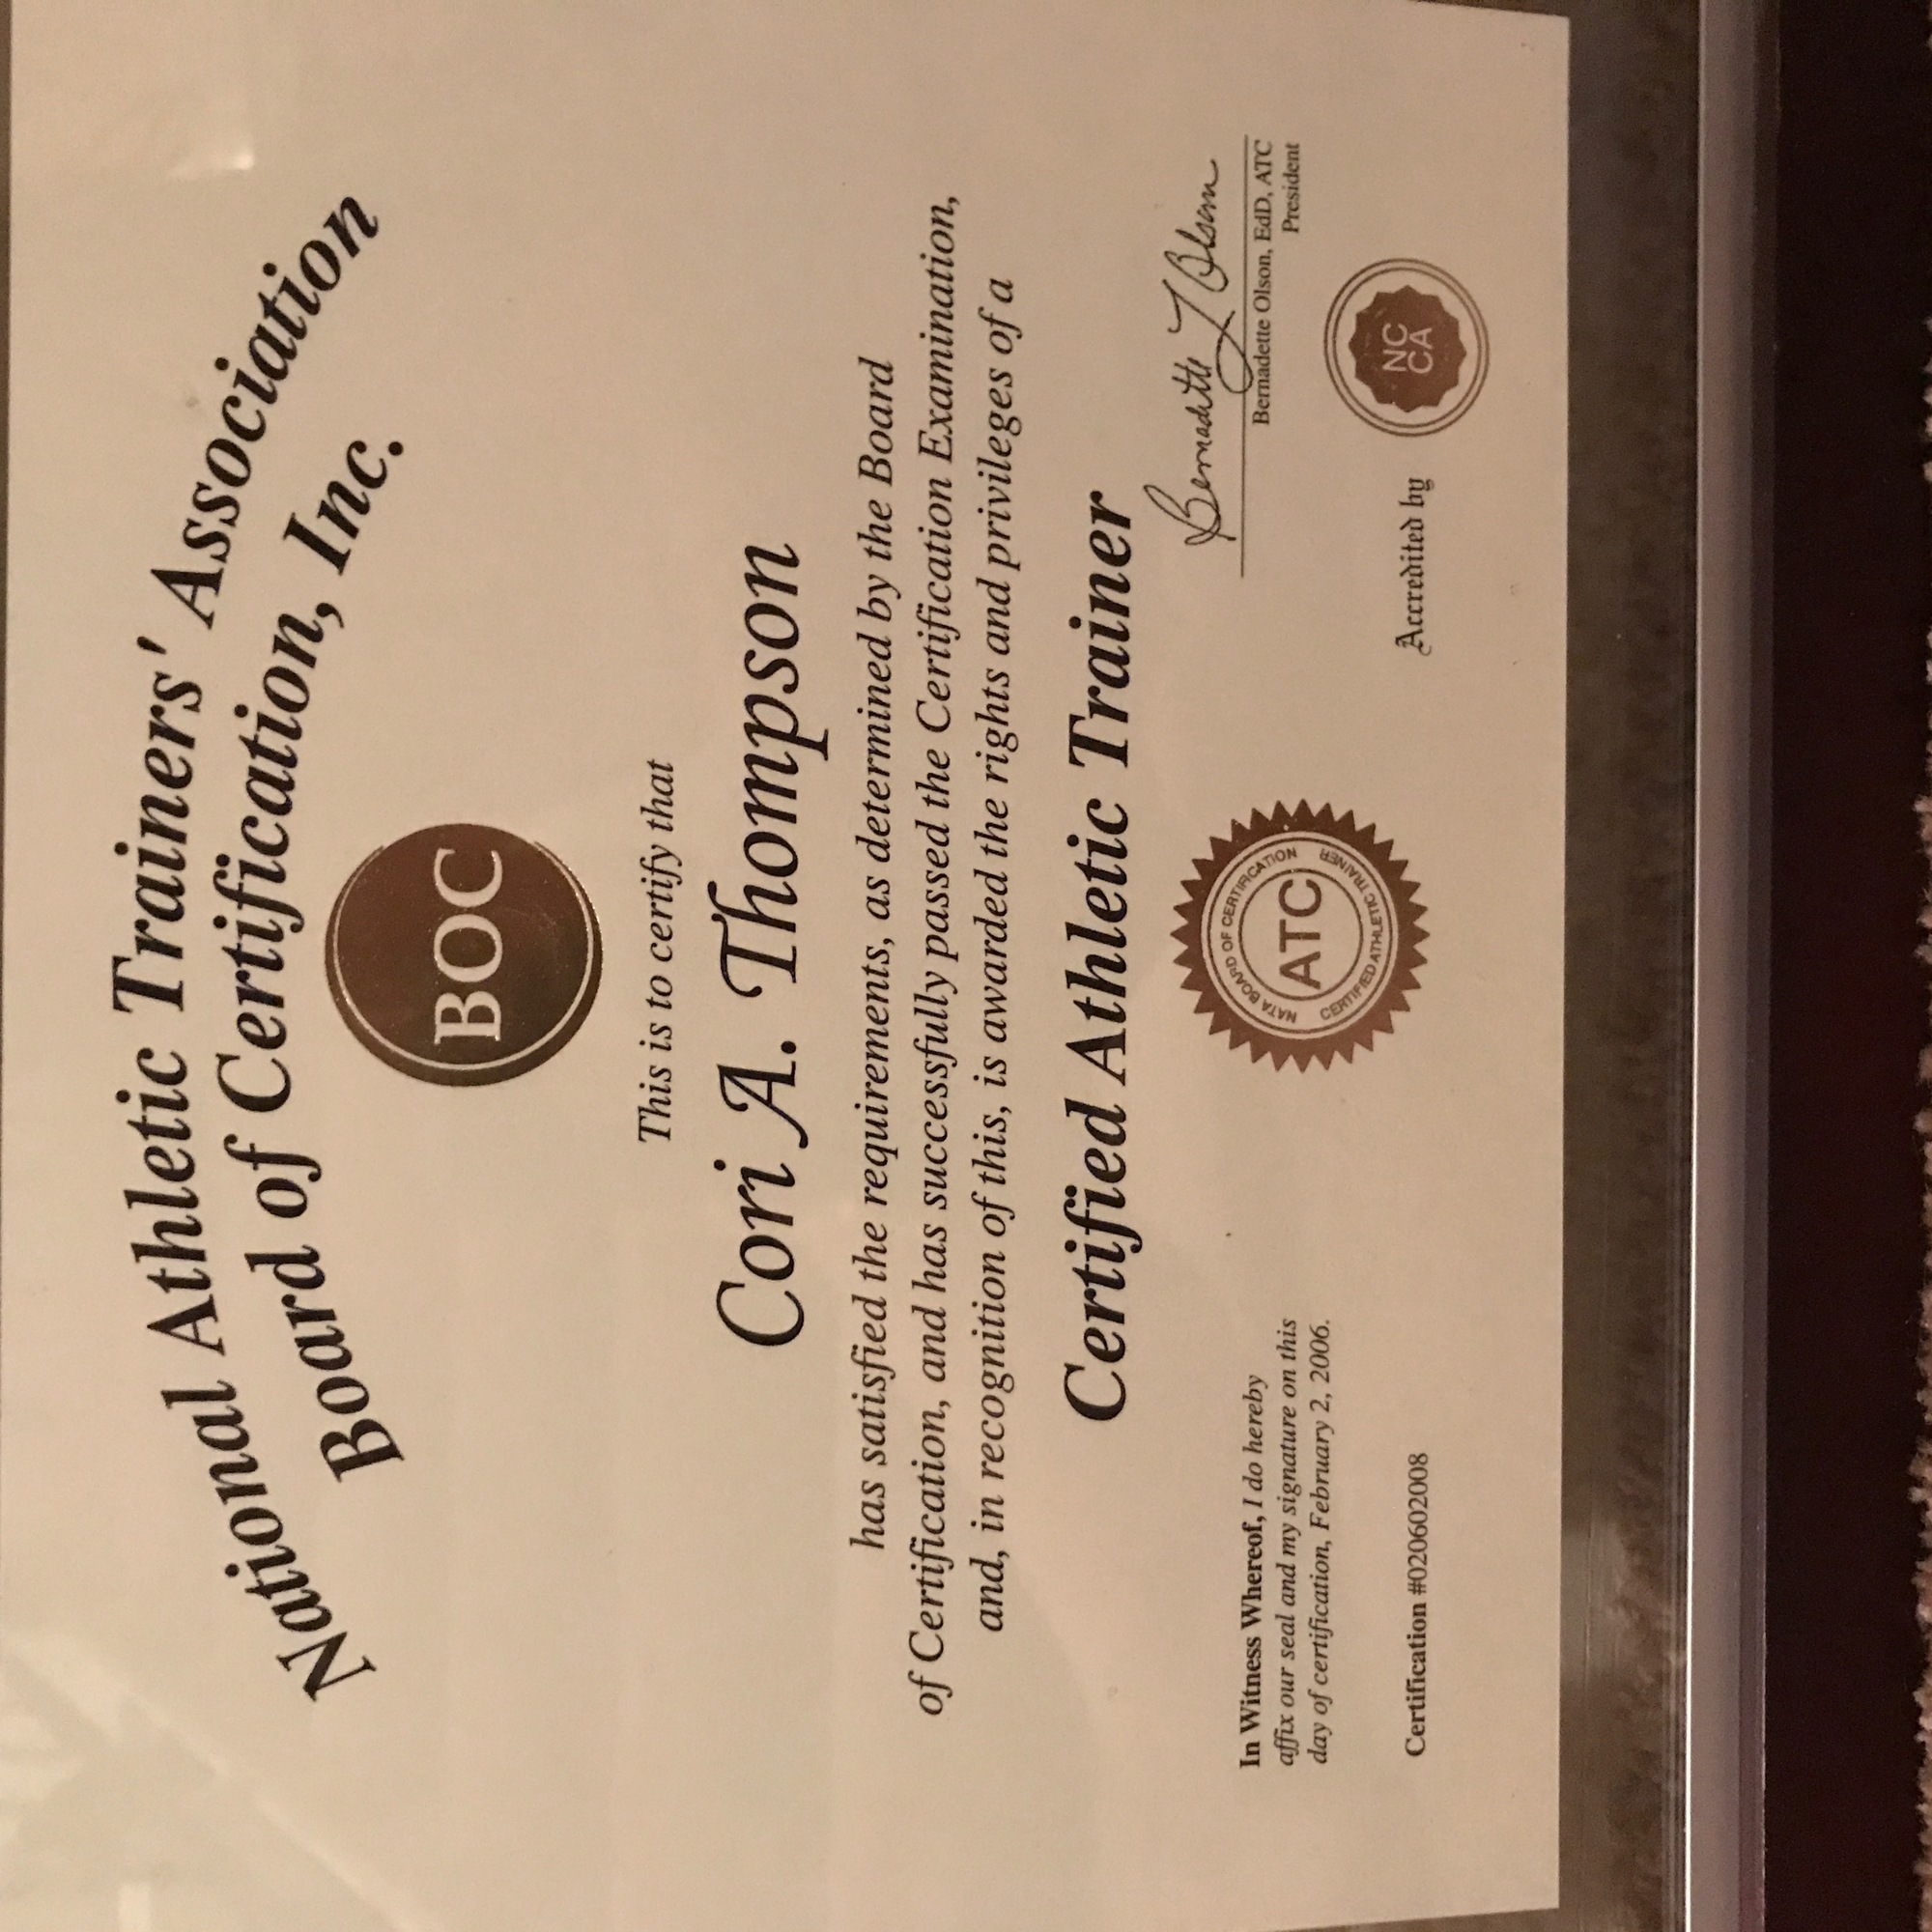 National Athletic Trainers' Association
Board of Certification, Inc.
BOC
This is to certify that
Cori A. Thompson
has satisfied the requirements, as determined by the Board
of Certification, and has successfully passed the Certification Examination,
and, in recognition of this, is awarded the rights and privileges of a
Certified Athletic Trainer
In Witness Whereof, I do hereby
affix our seal and my signature on this
day of certification, February 2, 2006.
Certification #020602008
NATA BOARD OF CERTIFICATION
ATC
CERTIFIED ATHLETIC TRAINER
Bernadette J Olson
Bernadette Olson, EdD, ATC
President
Accredited by
NC
CA